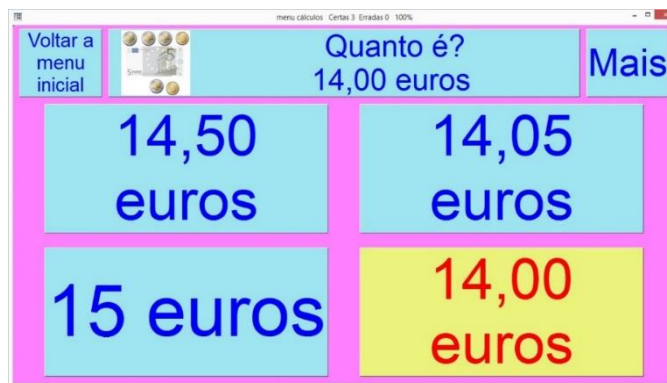 menu cálculos Certas 3 Erradas 0 100%
Voltar a
menu
inicial
Quanto é?
14,00 euros
Mais
14,50
euros
14,05
euros
15 euros
14,00
euros